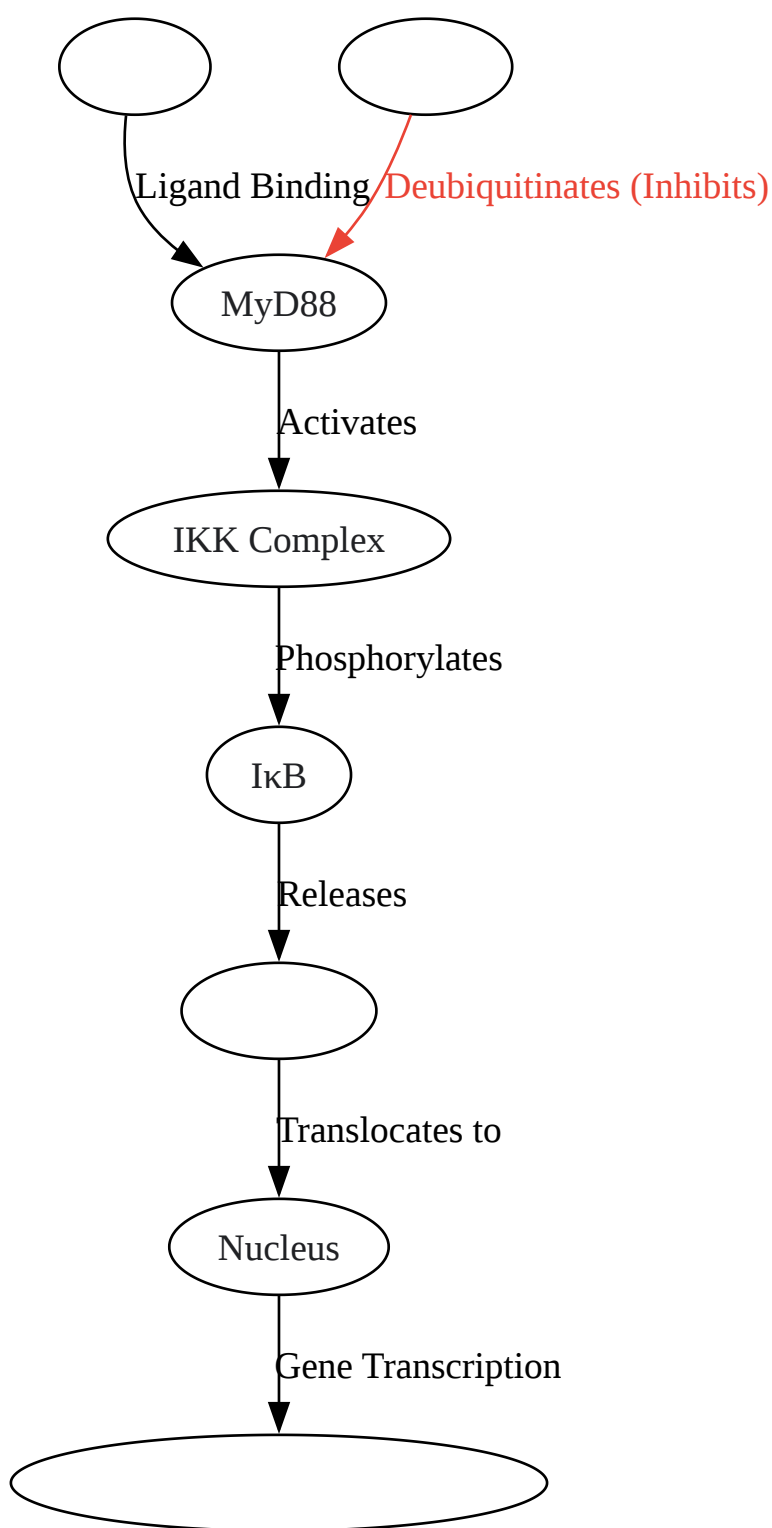 Ligand Binding
Deubiquitinates (Inhibits)
MyD88
Activates
IKK Complex
Phosphorylates
IκB
Releases
Translocates to
Nucleus
Gene Transcription